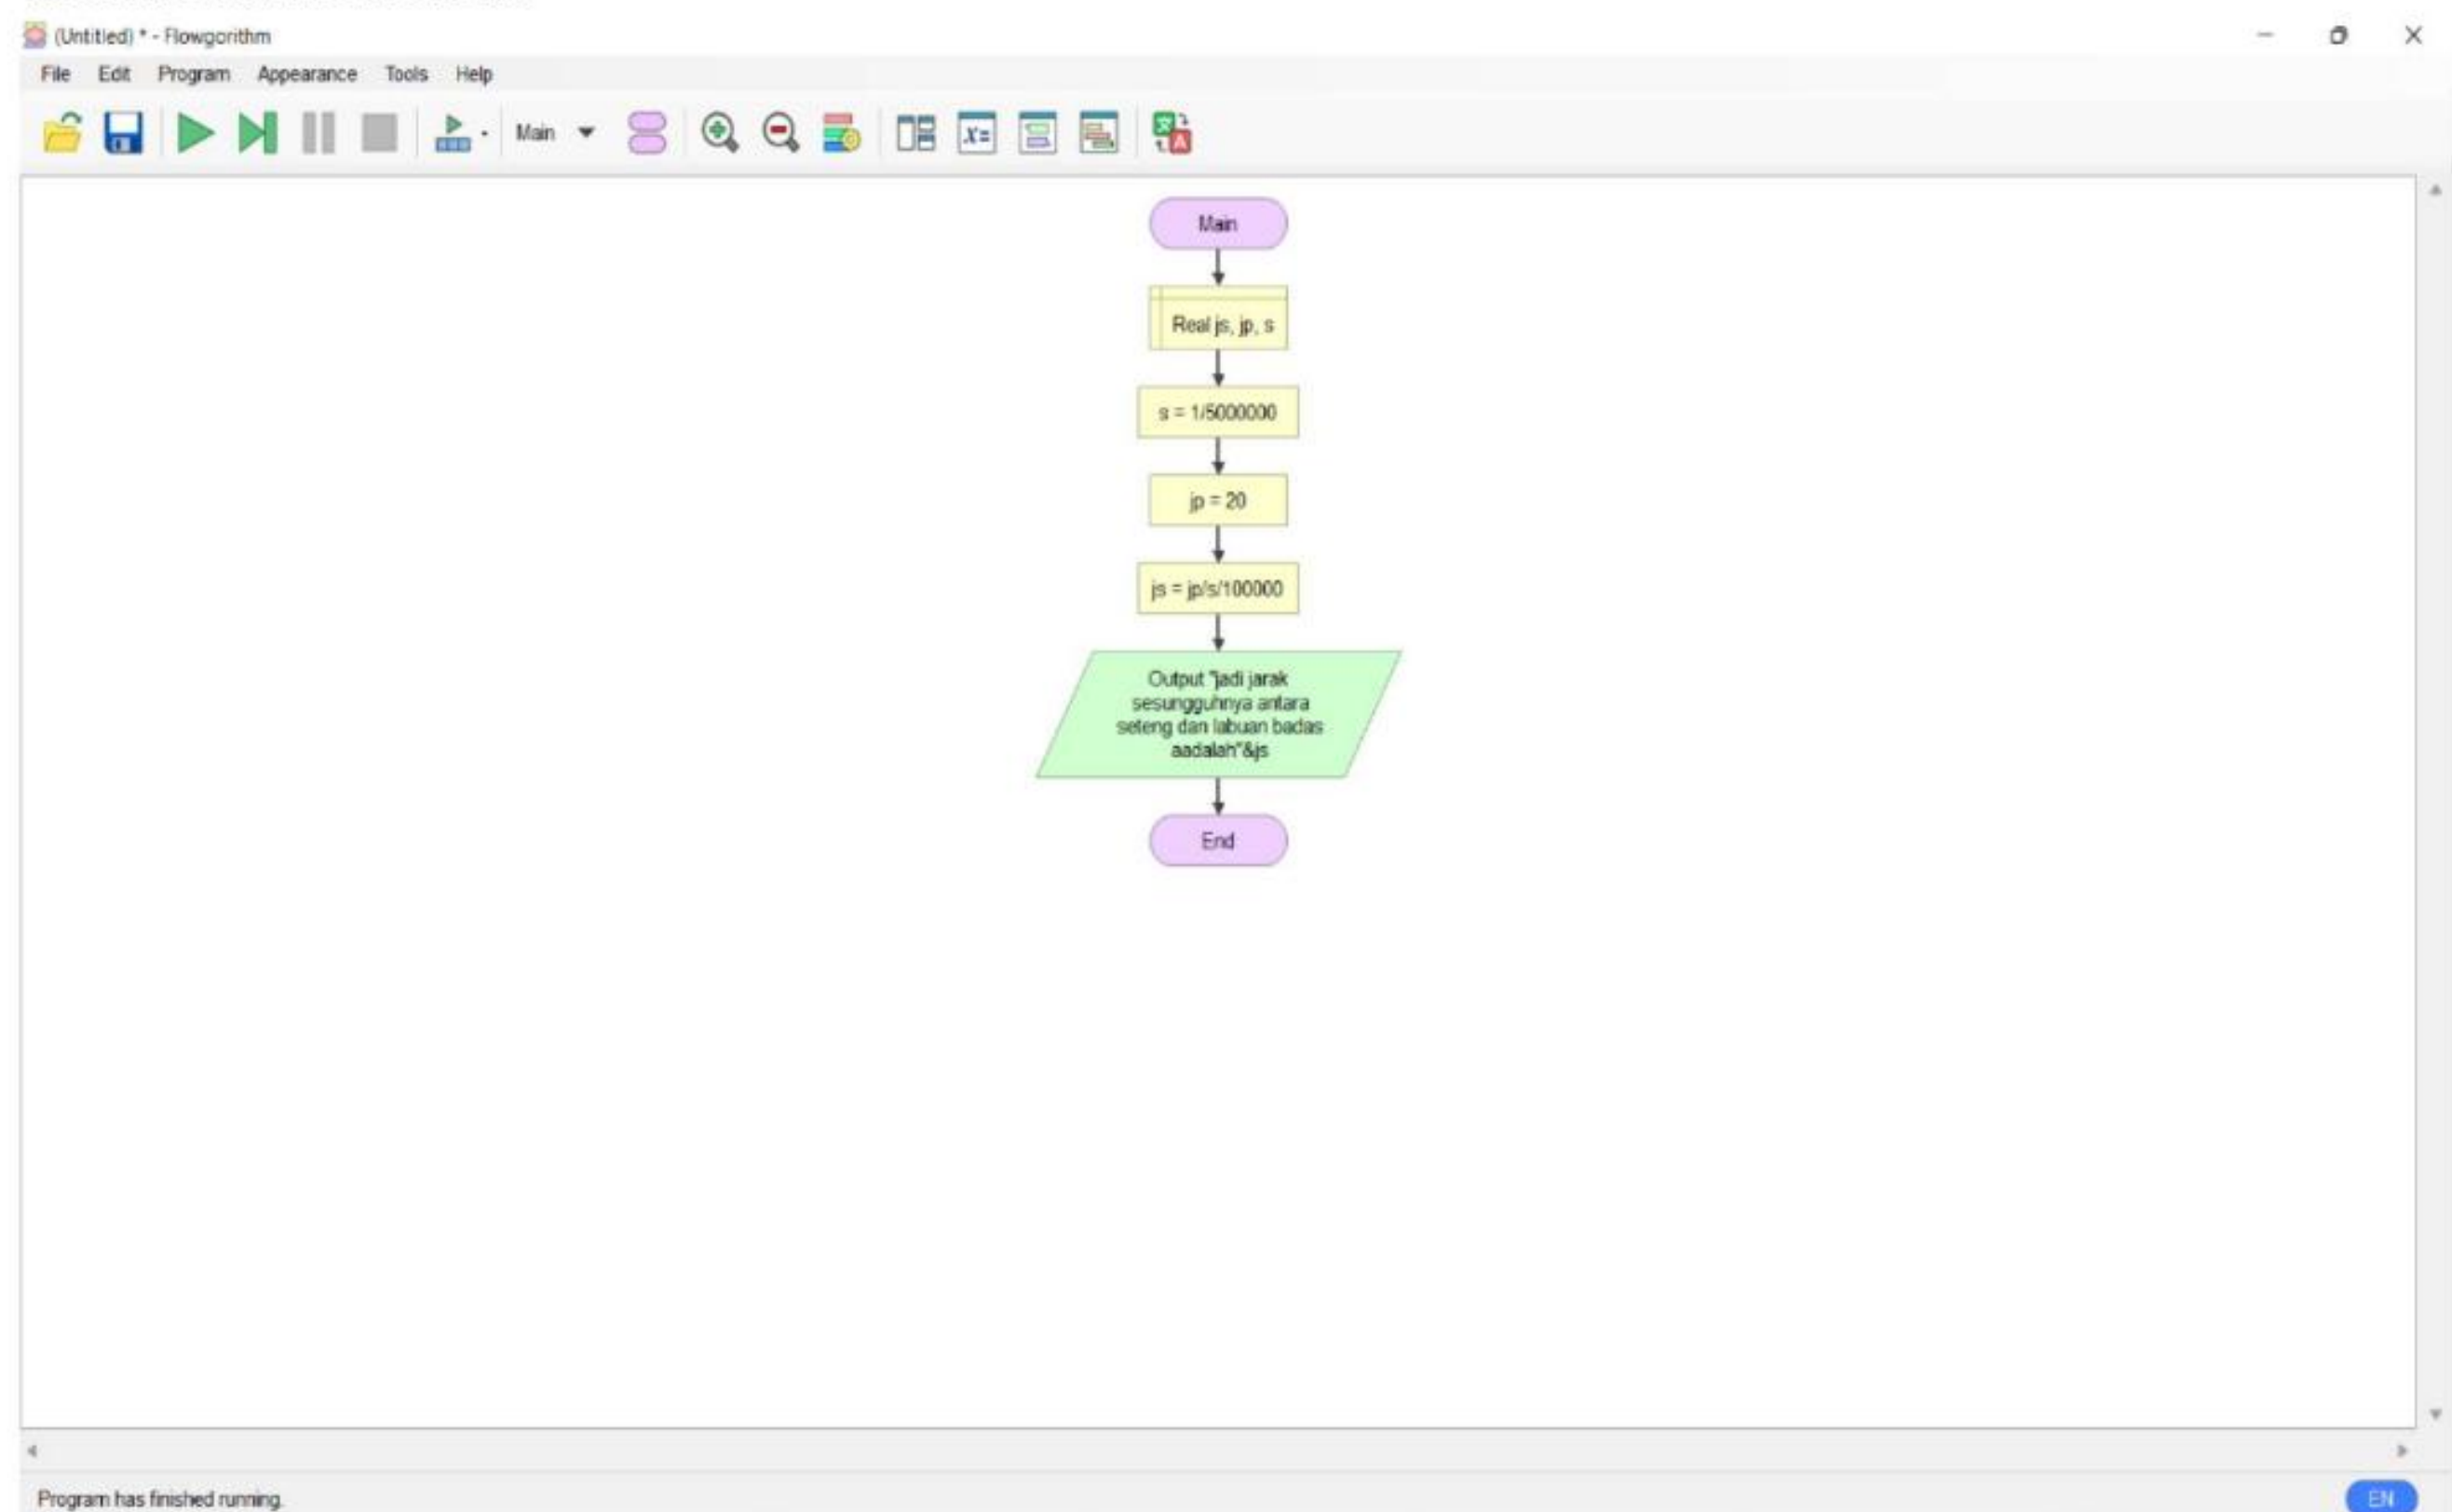 (Untitled) * - Flowgorithm
File Edit Program Appearance Tools Help
Main
Main
Real js, jp, s
s = 1/5000000
jp = 20
js = jp/s/100000
Output "jadi jarak
sesungguhnya antara
seteng dan labuan badas
aadalah"&js
End
Program has finished running.
EN